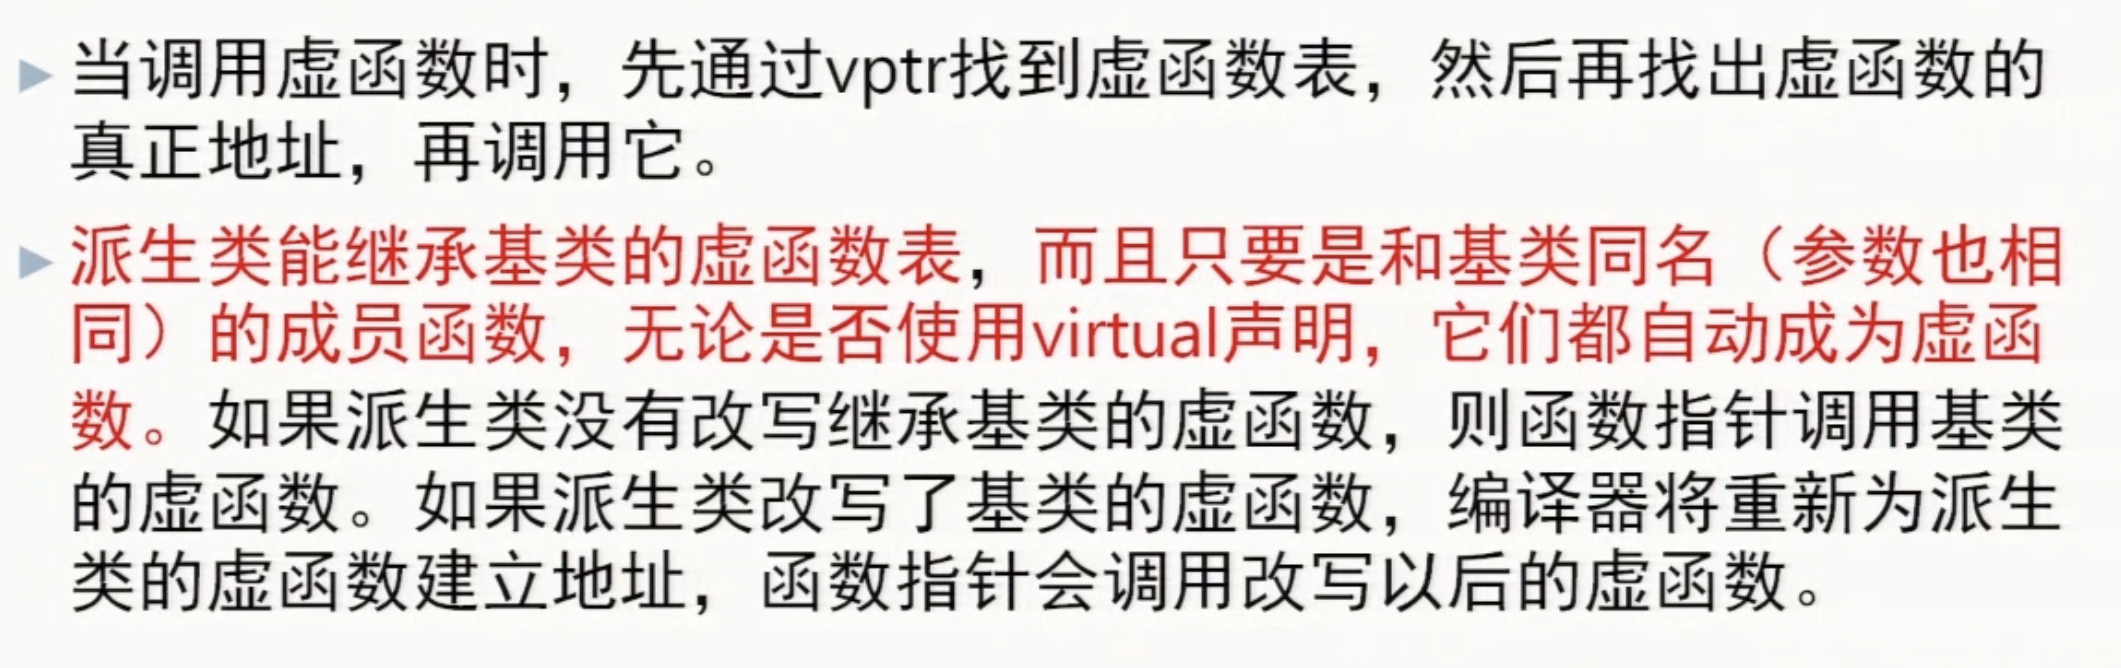 当调用虚函数时，先通过vptr找到虚函数表，然后再找出虚函数的
真正地址，再调用它。
派生类能继承基类的虚函数表，而且只要是和基类同名（参数也相
同）的成员函数，无论是否使用virtual声明，它们都自动成为虚函
数。如果派生类没有改写继承基类的虚函数，则函数指针调用基类
的虚函数。如果派生类改写了基类的虚函数，编译器将重新为派生
类的虚函数建立地址，函数指针会调用改写以后的虚函数。